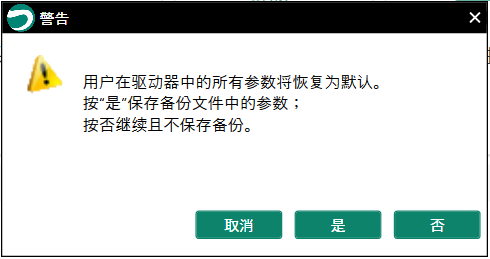 警告
用户在驱动器中的所有参数将恢复为默认。
按“是”保存备份文件中的参数；
按否继续且不保存备份。
取消
是
否